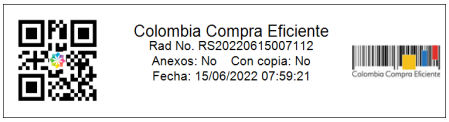 Colombia Compra Eficiente
Rad No. RS20220615007112
Anexos: No Con copia: No
Fecha: 15/06/2022 07:59:21
Colombia Compra Eficiente